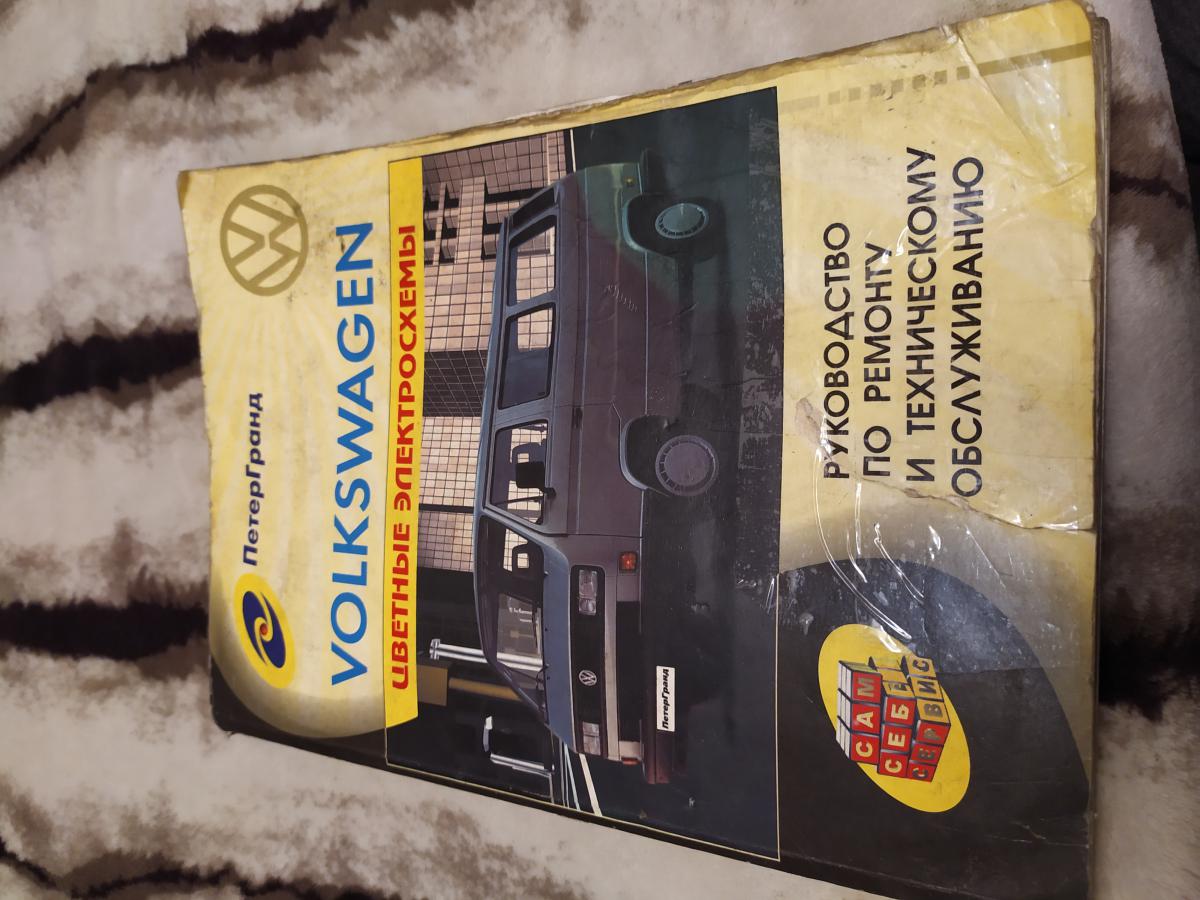 ПетерГранд
VOLKSWAGEN
ЦВЕТНЫЕ ЭЛЕКТРОСХЕМЫ
ПетерГранд
РУКОВОДСТВО
ПО РЕМОНТУ
И ТЕХНИЧЕСКОМУ
ОБСЛУЖИВАНИЮ
САМ
СЕБЕ
СЕРВИС